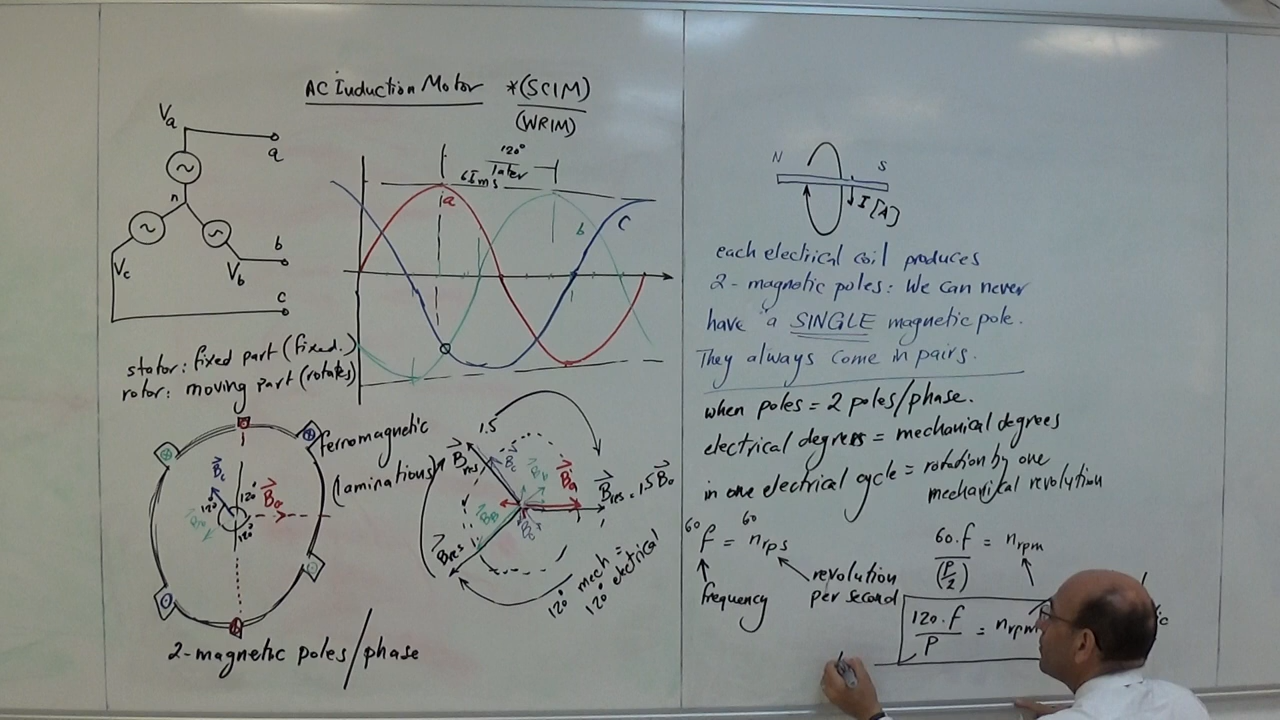 AC Induction Motor *(SCIM)
(WRIM)
Va
a
n
Vc
Vb
b
c
120°
later
a
b
C
stator: fixed part (fixed.)
rotor: moving part (rotates)
ferromagnetic
(laminations)
Bc
Ba
120°
120°
120°
2-magnetic poles/phase
1.5
Bres
Bc
Ba
Bres = 1.5 Bo
Bres
120° mech =
120° electrical
N
S
I [A]
each electrical coil produces
2-magnetic poles: We can never
have a SINGLE magnetic pole.
They always come in pairs.
when poles = 2 poles/phase.
electrical degrees = mechanical degrees
in one electrical cycle = rotation by one
mechanical revolution
60 f = 60 nrps
frequency
revolution
per second
60.f/(P/2) = nrpm
120.f/P = nrpm